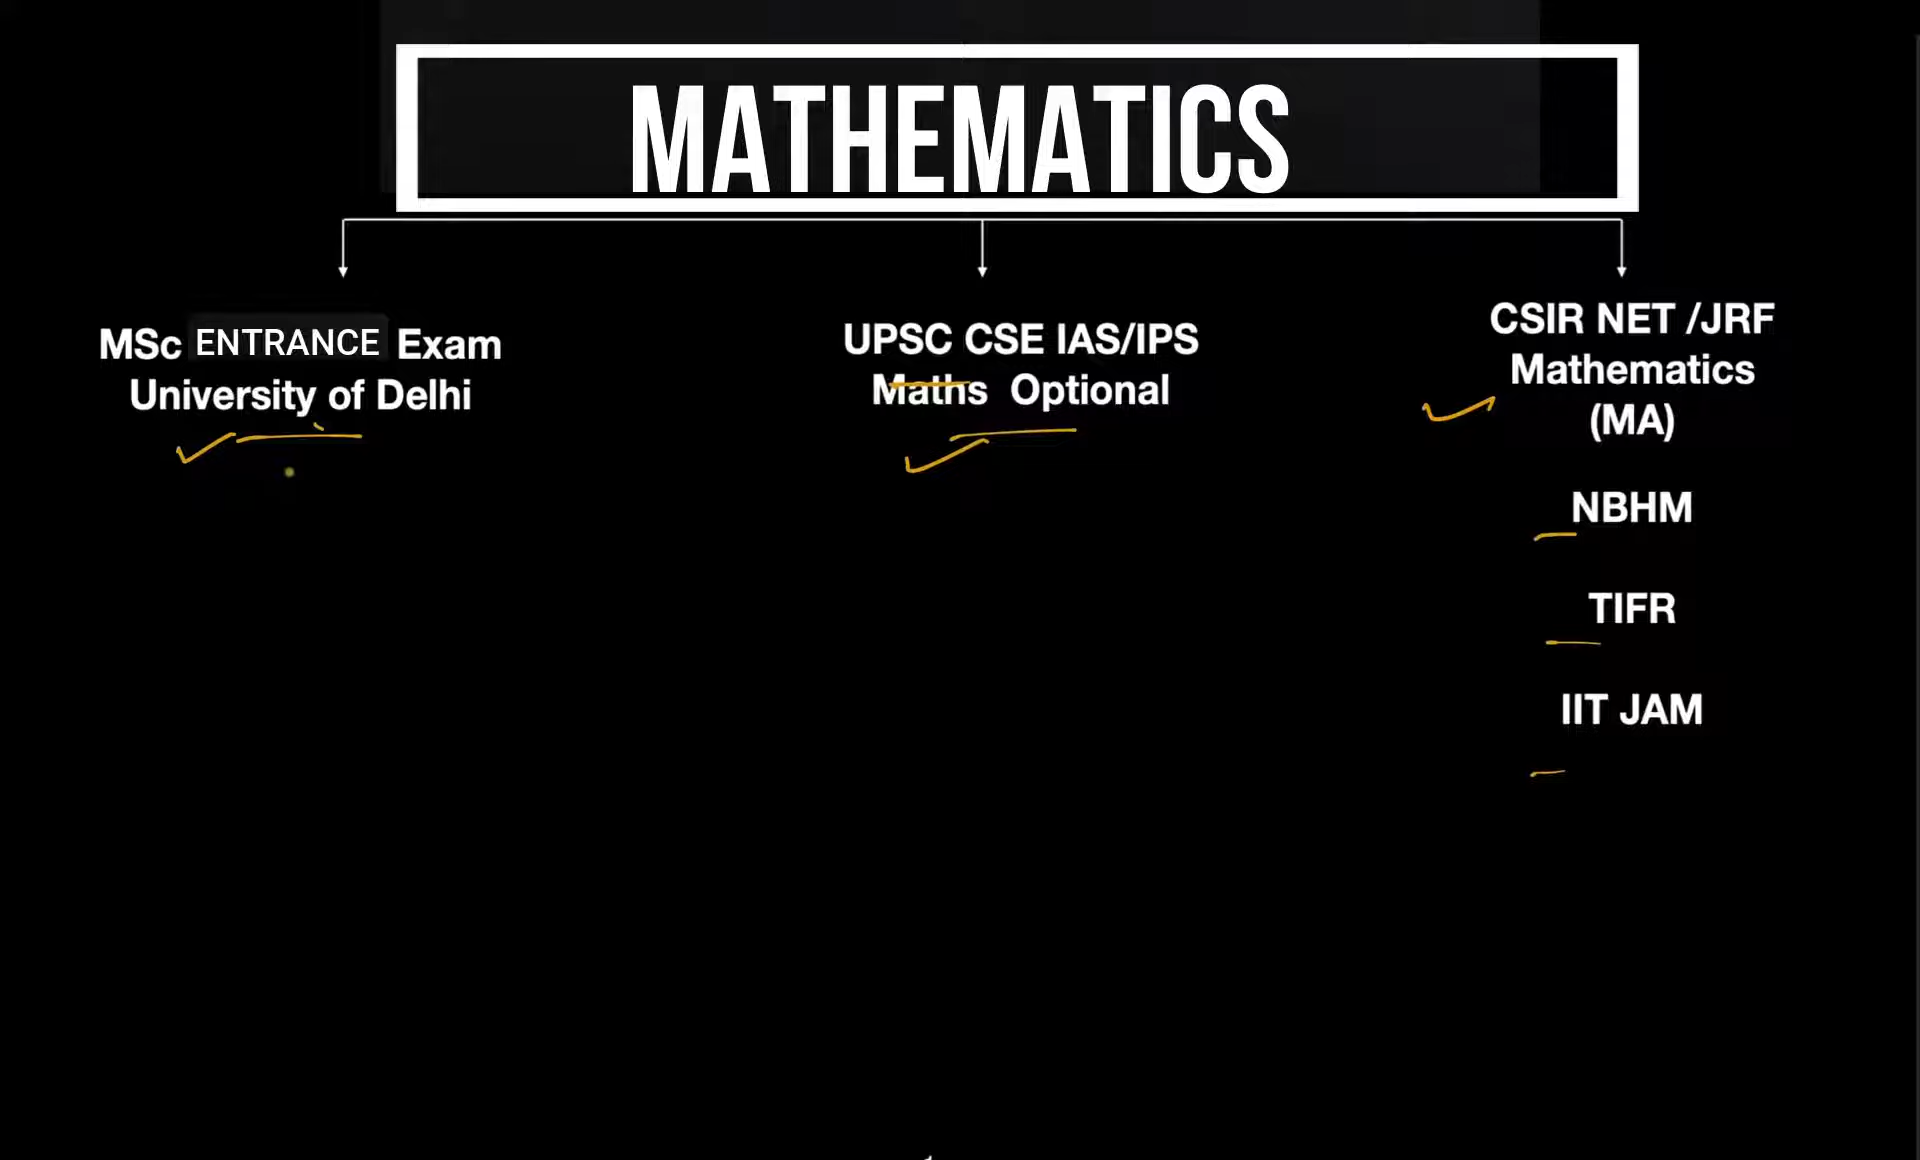 MATHEMATICS
MSc ENTRANCE Exam
University of Delhi
UPSC CSE IAS/IPS
Maths Optional
CSIR NET /JRF
Mathematics
(MA)
NBHM
TIFR
IIT JAM